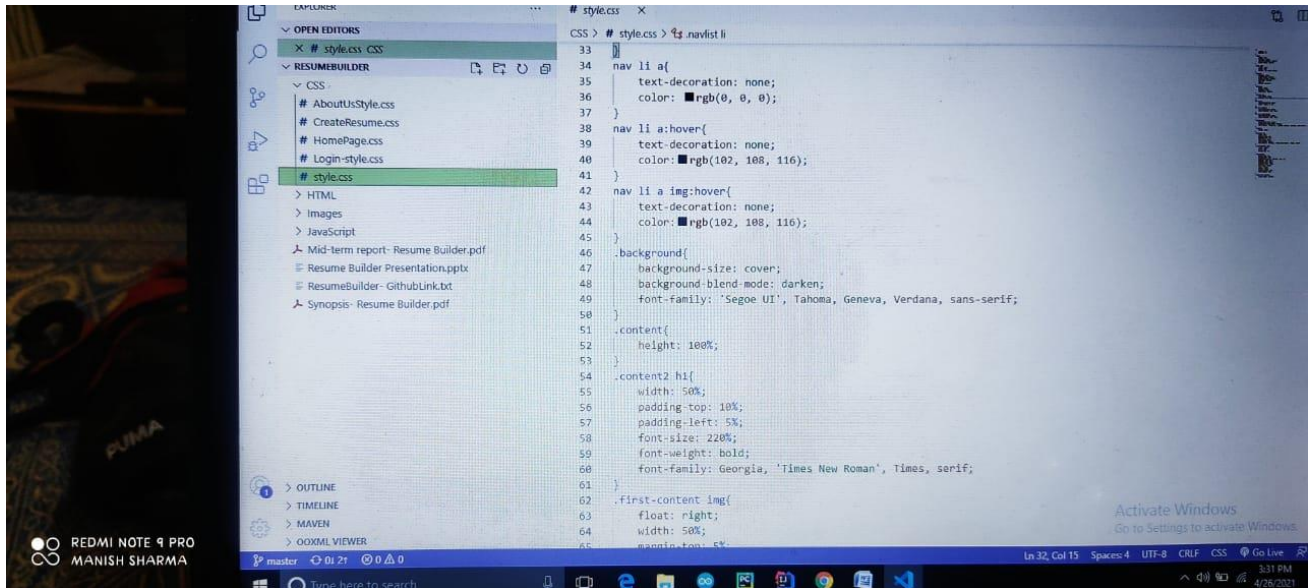 EXPLORER ...
OPEN EDITORS
# style.css CSS
RESUMEBUILDER
CSS
# AboutUsStyle.css
# CreateResume.css
# HomePage.css
# Login-style.css
# style.css
HTML
Images
JavaScript
Mid-term report- Resume Builder.pdf
Resume Builder Presentation.pptx
ResumeBuilder- GithubLink.txt
Synopsis- Resume Builder.pdf
OUTLINE
TIMELINE
MAVEN
OOXML VIEWER
# style.css ×
CSS > # style.css > .navlist li
33 }
34 nav li a{
35 text-decoration: none;
36 color: rgb(0, 0, 0);
37 }
38 nav li a:hover{
39 text-decoration: none;
40 color: rgb(102, 108, 116);
41 }
42 nav li a img:hover{
43 text-decoration: none;
44 color: rgb(102, 108, 116);
45 }
46 .background{
47 background-size: cover;
48 background-blend-mode: darken;
49 font-family: 'Segoe UI', Tahoma, Geneva, Verdana, sans-serif;
50 }
51 .content{
52 height: 100%;
53 }
54 .content2 h1{
55 width: 50%;
56 padding-top: 10%;
57 padding-left: 5%;
58 font-size: 220%;
59 font-weight: bold;
60 font-family: Georgia, 'Times New Roman', Times, serif;
61 }
62 .first-content img{
63 float: right;
64 width: 50%;
65 margin-top: 5%;
Activate Windows
Go to Settings to activate Windows.
master 0↓ 2↑ 0 0 Ln 32, Col 15 Spaces: 4 UTF-8 CRLF CSS Go Live
Type here to search
3:31 PM
4/26/2021
PUMA
REDMI NOTE 9 PRO
MANISH SHARMA